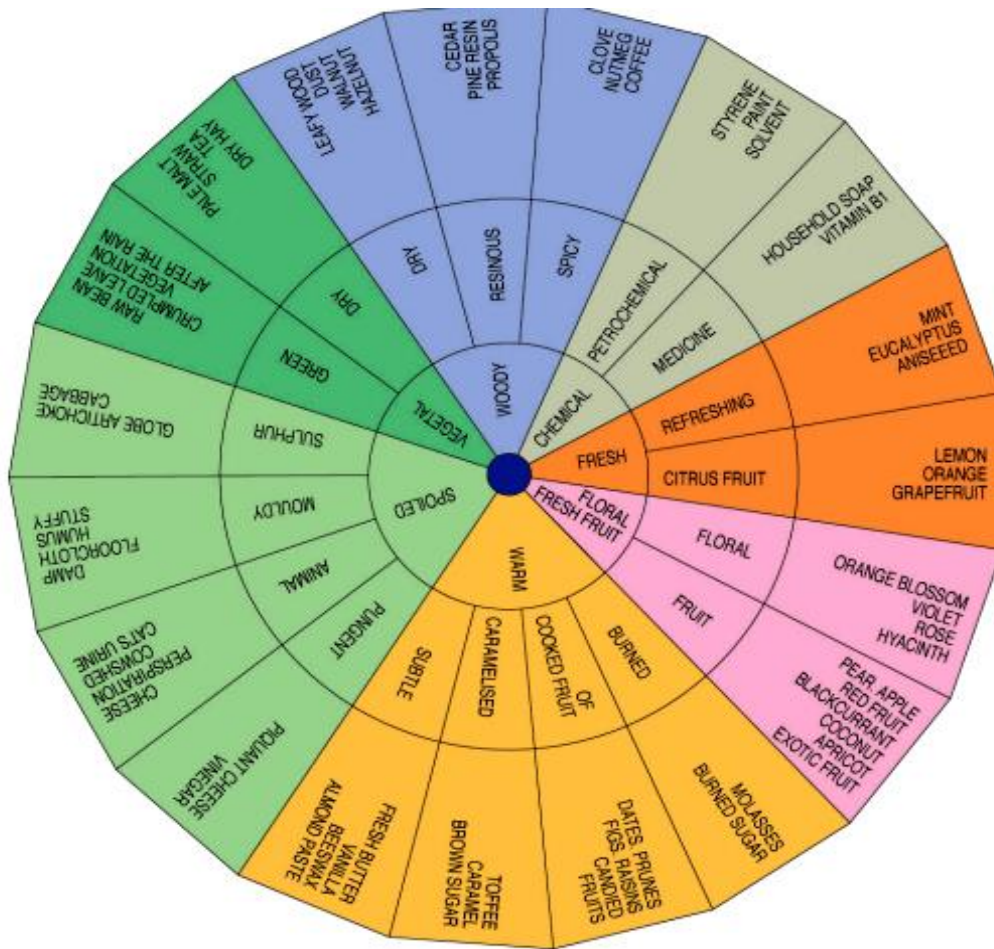 WOODY
DRY
LEAFY WOOD
DUST
WALNUT
HAZELNUT
RESINOUS
CEDAR
PINE RESIN
PROPOLIS
SPICY
CLOVE
NUTMEG
COFFEE
CHEMICAL
PETROCHEMICAL
STYRENE
PAINT
SOLVENT
MEDICINE
HOUSEHOLD SOAP
VITAMIN B1
FRESH
REFRESHING
MINT
EUCALYPTUS
ANISEEED
CITRUS FRUIT
LEMON
ORANGE
GRAPEFRUIT
FLORAL
FRESH FRUIT
FLORAL
ORANGE BLOSSOM
VIOLET
ROSE
HYACINTH
FRUIT
PEAR. APPLE
RED FRUIT
BLACKCURRANT
COCONUT
APRICOT
EXOTIC FRUIT
WARM
BURNED
MOLASSES
BURNED SUGAR
OF
COOKED FRUIT
DATES. PRUNES
FIGS. RAISINS
CANDIED
FRUITS
CARAMELISED
TOFFEE
CARAMEL
BROWN SUGAR
SUBTLE
FRESH BUTTER
VANILLA
BEESWAX
ALMOND PASTE
SPOILED
PUNGENT
PIQUANT CHEESE
VINEGAR
ANIMAL
CHEESE
PERSPIRATION
COWSHED
CAT'S URINE
MOULDY
DAMP
FLOORCLOTH
HUMUS
STUFFY
SULPHUR
GLOBE ARTICHOKE
CABBAGE
VEGETAL
GREEN
RAW BEAN
CRUMPLED LEAVE
VEGETATION
AFTER THE RAIN
DRY
PALE MALT
STRAW
TEA
DRY HAY